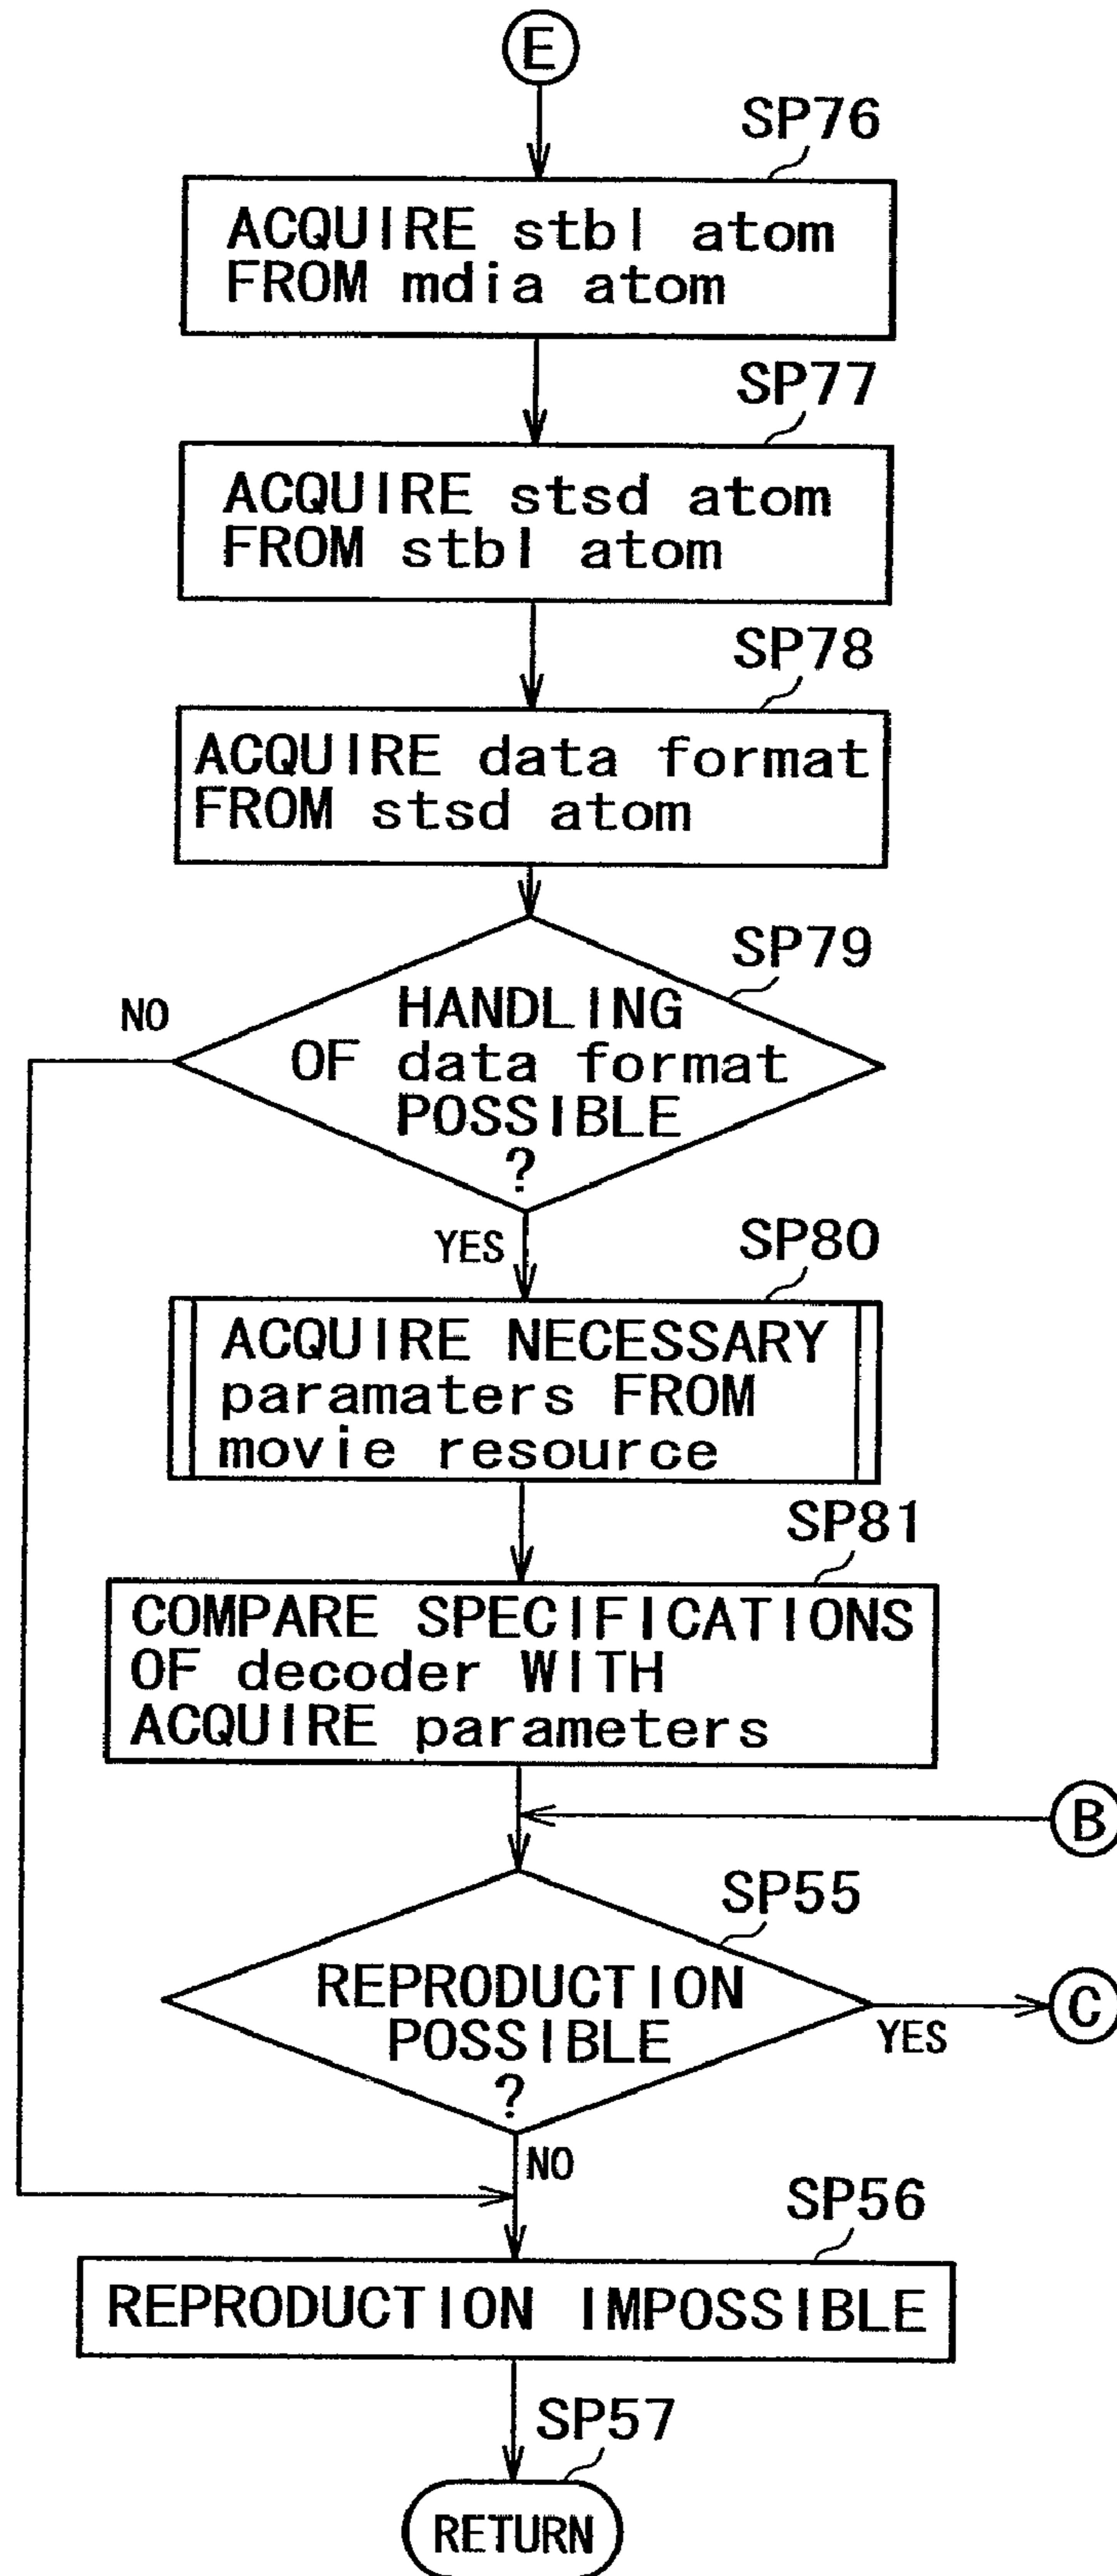 E
SP76
ACQUIRE stbl atom
FROM mdia atom
SP77
ACQUIRE stsd atom
FROM stbl atom
SP78
ACQUIRE data format
FROM stsd atom
SP79
NO
HANDLING
OF data format
POSSIBLE
?
YES
SP80
ACQUIRE NECESSARY
paramaters FROM
movie resource
SP81
COMPARE SPECIFICATIONS
OF decoder WITH
ACQUIRE parameters
B
SP55
REPRODUCTION
POSSIBLE
?
YES
C
NO
SP56
REPRODUCTION IMPOSSIBLE
SP57
RETURN